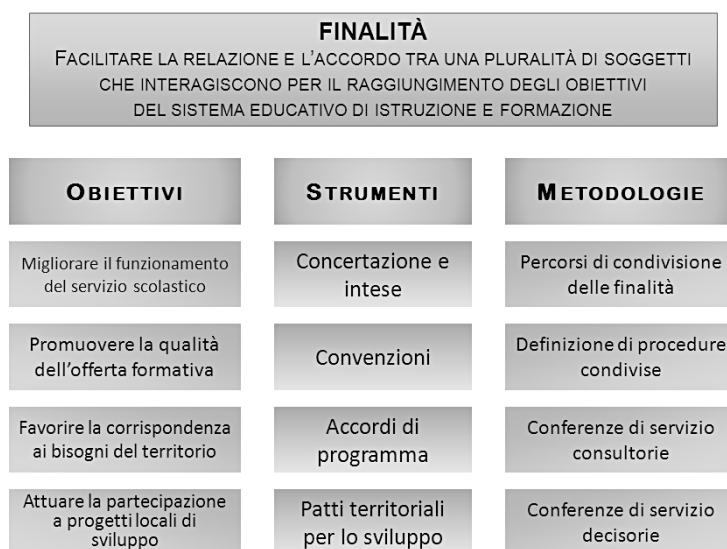 FINALITÀ
FACILITARE LA RELAZIONE E L'ACCORDO TRA UNA PLURALITÀ DI SOGGETTI
CHE INTERAGISCONO PER IL RAGGIUNGIMENTO DEGLI OBIETTIVI
DEL SISTEMA EDUCATIVO DI ISTRUZIONE E FORMAZIONE
OBIETTIVI
Migliorare il funzionamento
del servizio scolastico
Promuovere la qualità
dell'offerta formativa
Favorire la corrispondenza
ai bisogni del territorio
Attuare la partecipazione
a progetti locali di
sviluppo
STRUMENTI
Concertazione e
intese
Convenzioni
Accordi di
programma
Patti territoriali
per lo sviluppo
METODOLOGIE
Percorsi di condivisione
delle finalità
Definizione di procedure
condivise
Conferenze di servizio
consultorie
Conferenze di servizio
decisorie